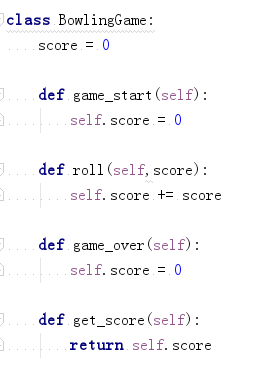 class BowlingGame:
    score = 0

    def game_start(self):
        self.score = 0

    def roll(self,score):
        self.score += score

    def game_over(self):
        self.score = 0

    def get_score(self):
        return self.score